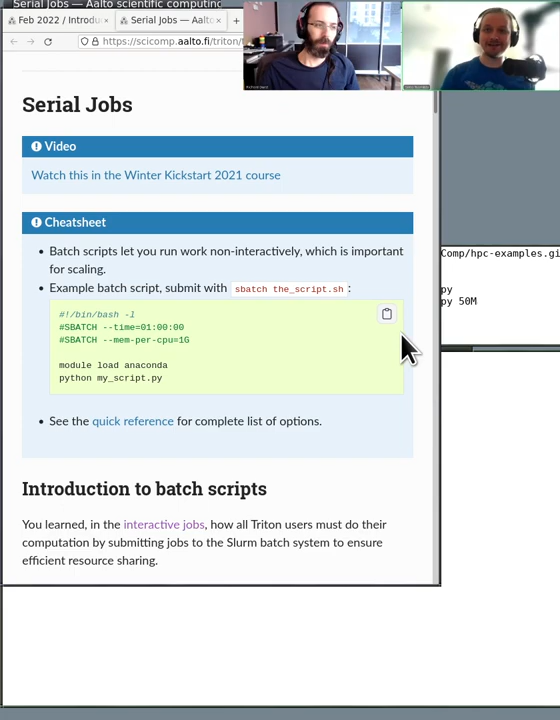 Serial Jobs — Aalto scientific computing
Feb 2022 / Introdu
Serial Jobs — Aalto
https://scicomp.aalto.fi/triton/
Serial Jobs
Video
Watch this in the Winter Kickstart 2021 course
Cheatsheet
• Batch scripts let you run work non-interactively, which is important
for scaling.
• Example batch script, submit with sbatch the_script.sh :
#!/bin/bash -l
#SBATCH --time=01:00:00
#SBATCH --mem-per-cpu=1G
module load anaconda
python my_script.py
• See the quick reference for complete list of options.
Introduction to batch scripts
You learned, in the interactive jobs, how all Triton users must do their
computation by submitting jobs to the Slurm batch system to ensure
efficient resource sharing.
Comp/hpc-examples.gi
py
py 50M